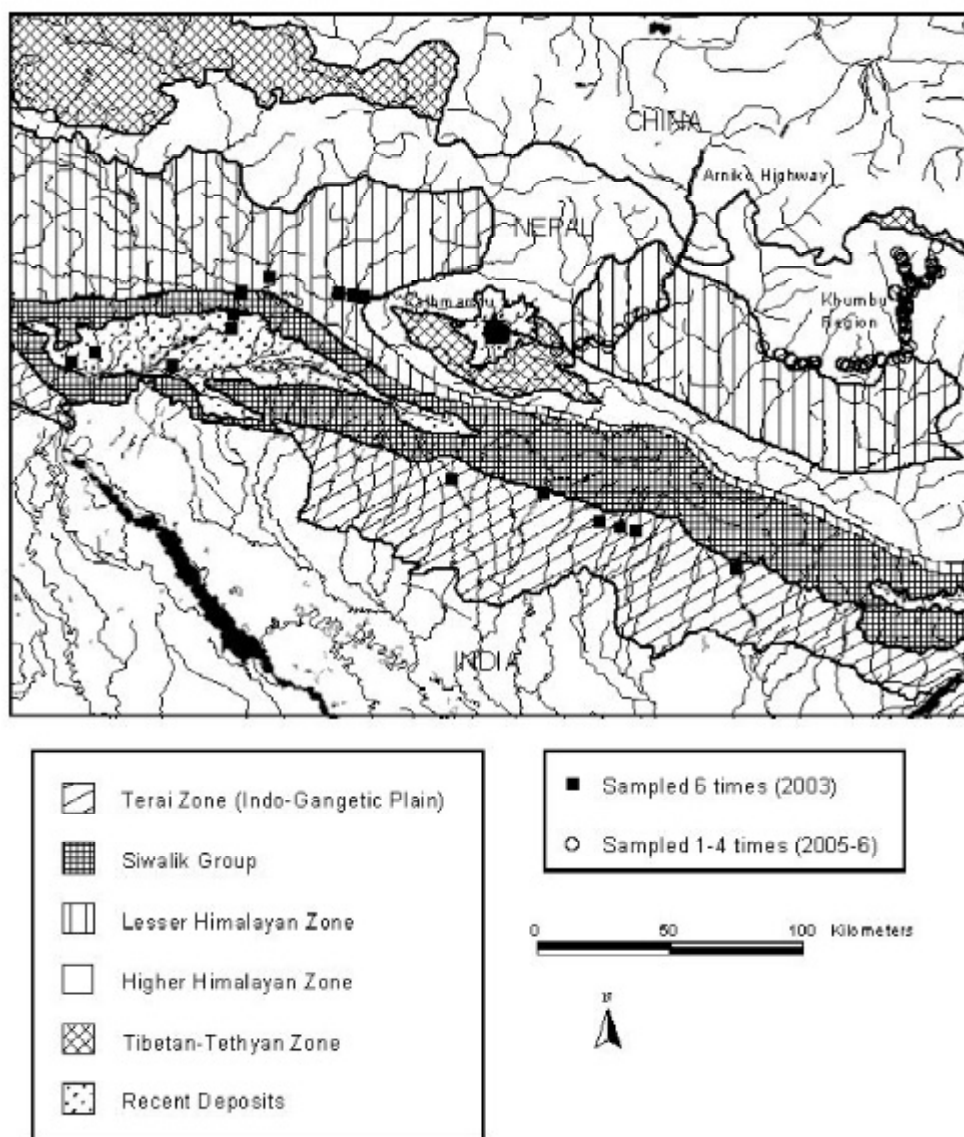 CHINA
Arniko Highway
NEPAL
Kathmandu
Khumbu
Region
INDIA
Terai Zone (Indo-Gangetic Plain)
Siwalik Group
Lesser Himalayan Zone
Higher Himalayan Zone
Tibetan-Tethyan Zone
Recent Deposits
Sampled 6 times (2003)
Sampled 1-4 times (2005-6)
0 50 100 Kilometers
N